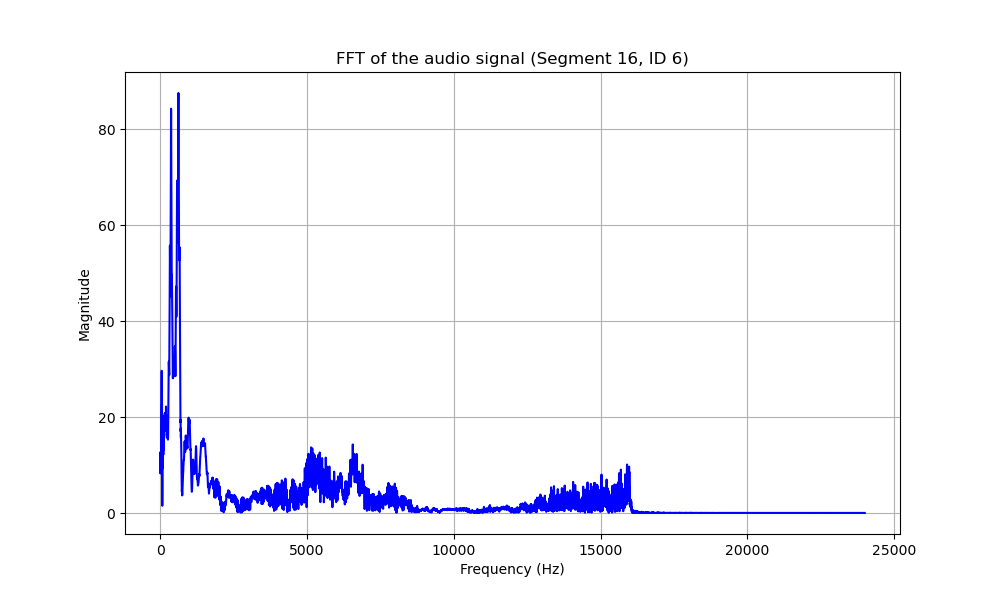 FFT of the audio signal (Segment 16, ID 6)
Magnitude
80
60
40
20
0
0 5000 10000 15000 20000 25000
Frequency (Hz)